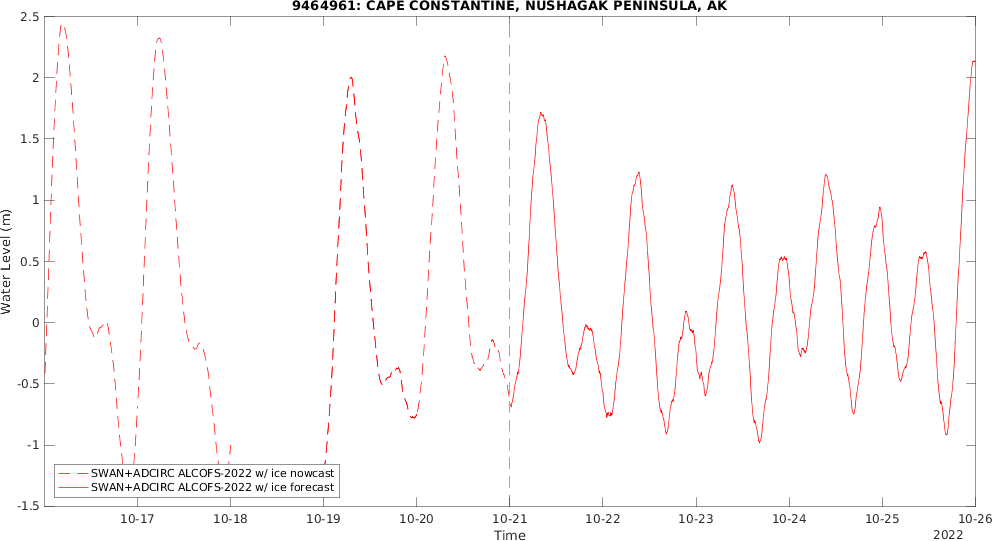 9464961: CAPE CONSTANTINE, NUSHAGAK PENINSULA, AK
2.5
2
1.5
1
0.5
0
-0.5
-1
-1.5
Water Level (m)
SWAN+ADCIRC ALCOFS-2022 w/ ice nowcast
SWAN+ADCIRC ALCOFS-2022 w/ ice forecast
10-17 10-18 10-19 10-20 10-21 10-22 10-23 10-24 10-25 10-26
Time
2022